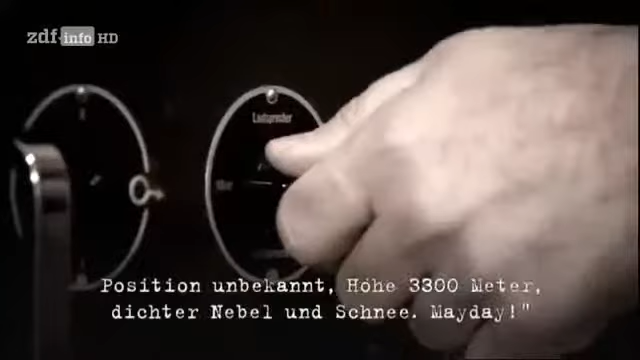 zdf.info HD
Lautsprecher
Position unbekannt, Höhe 3300 Meter,
dichter Nebel und Schnee. Mayday!"